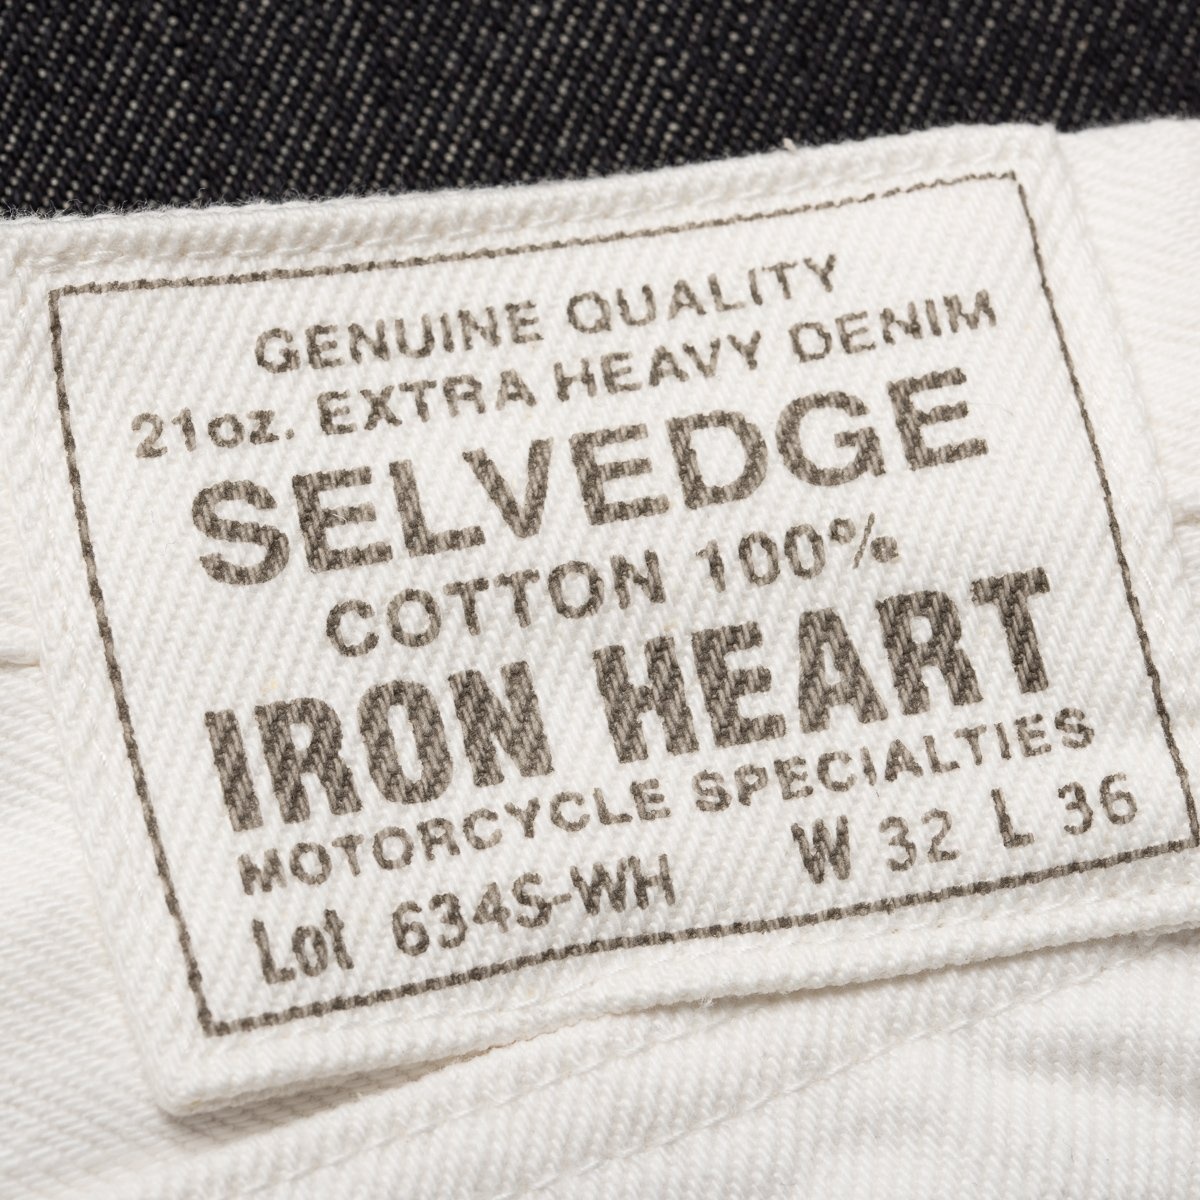 GENUINE QUALITY
21oz. EXTRA HEAVY DENIM
SELVEDGE
COTTON 100%
IRON HEART
MOTORCYCLE SPECIALTIES
Lot 634S-WH W 32 L 36